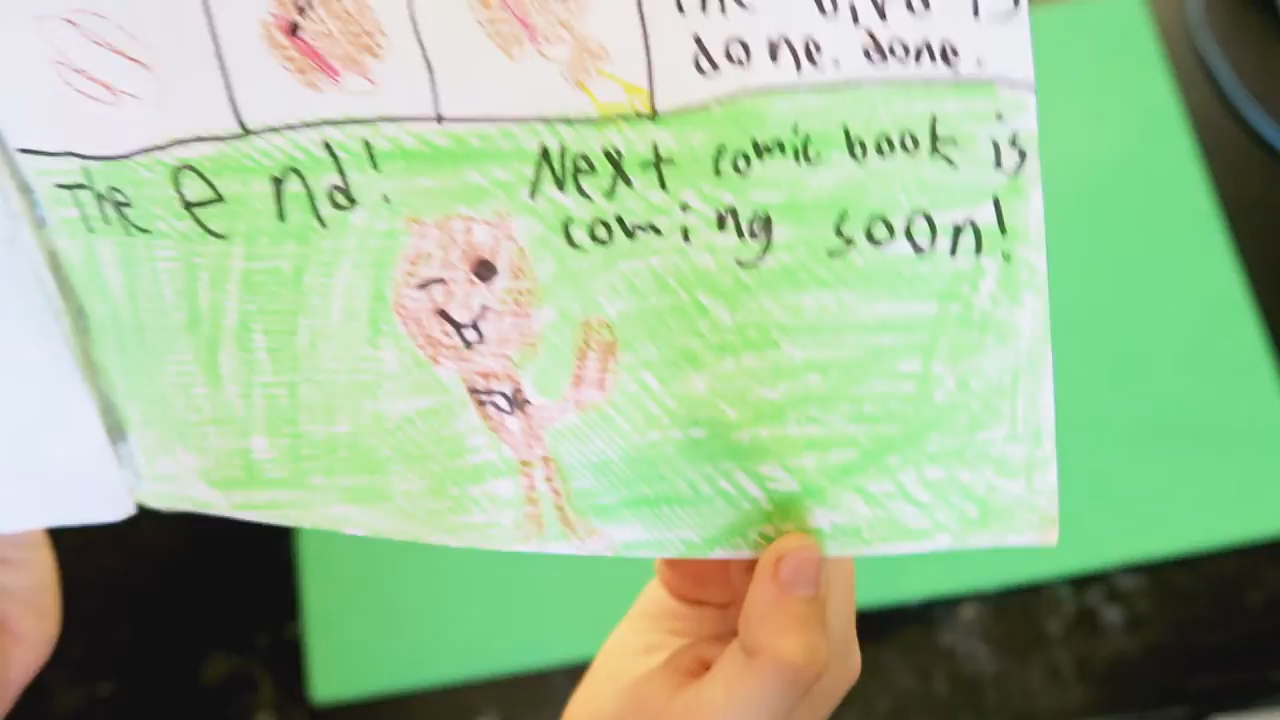 done. done.
The end!
Next comic book is
coming soon!